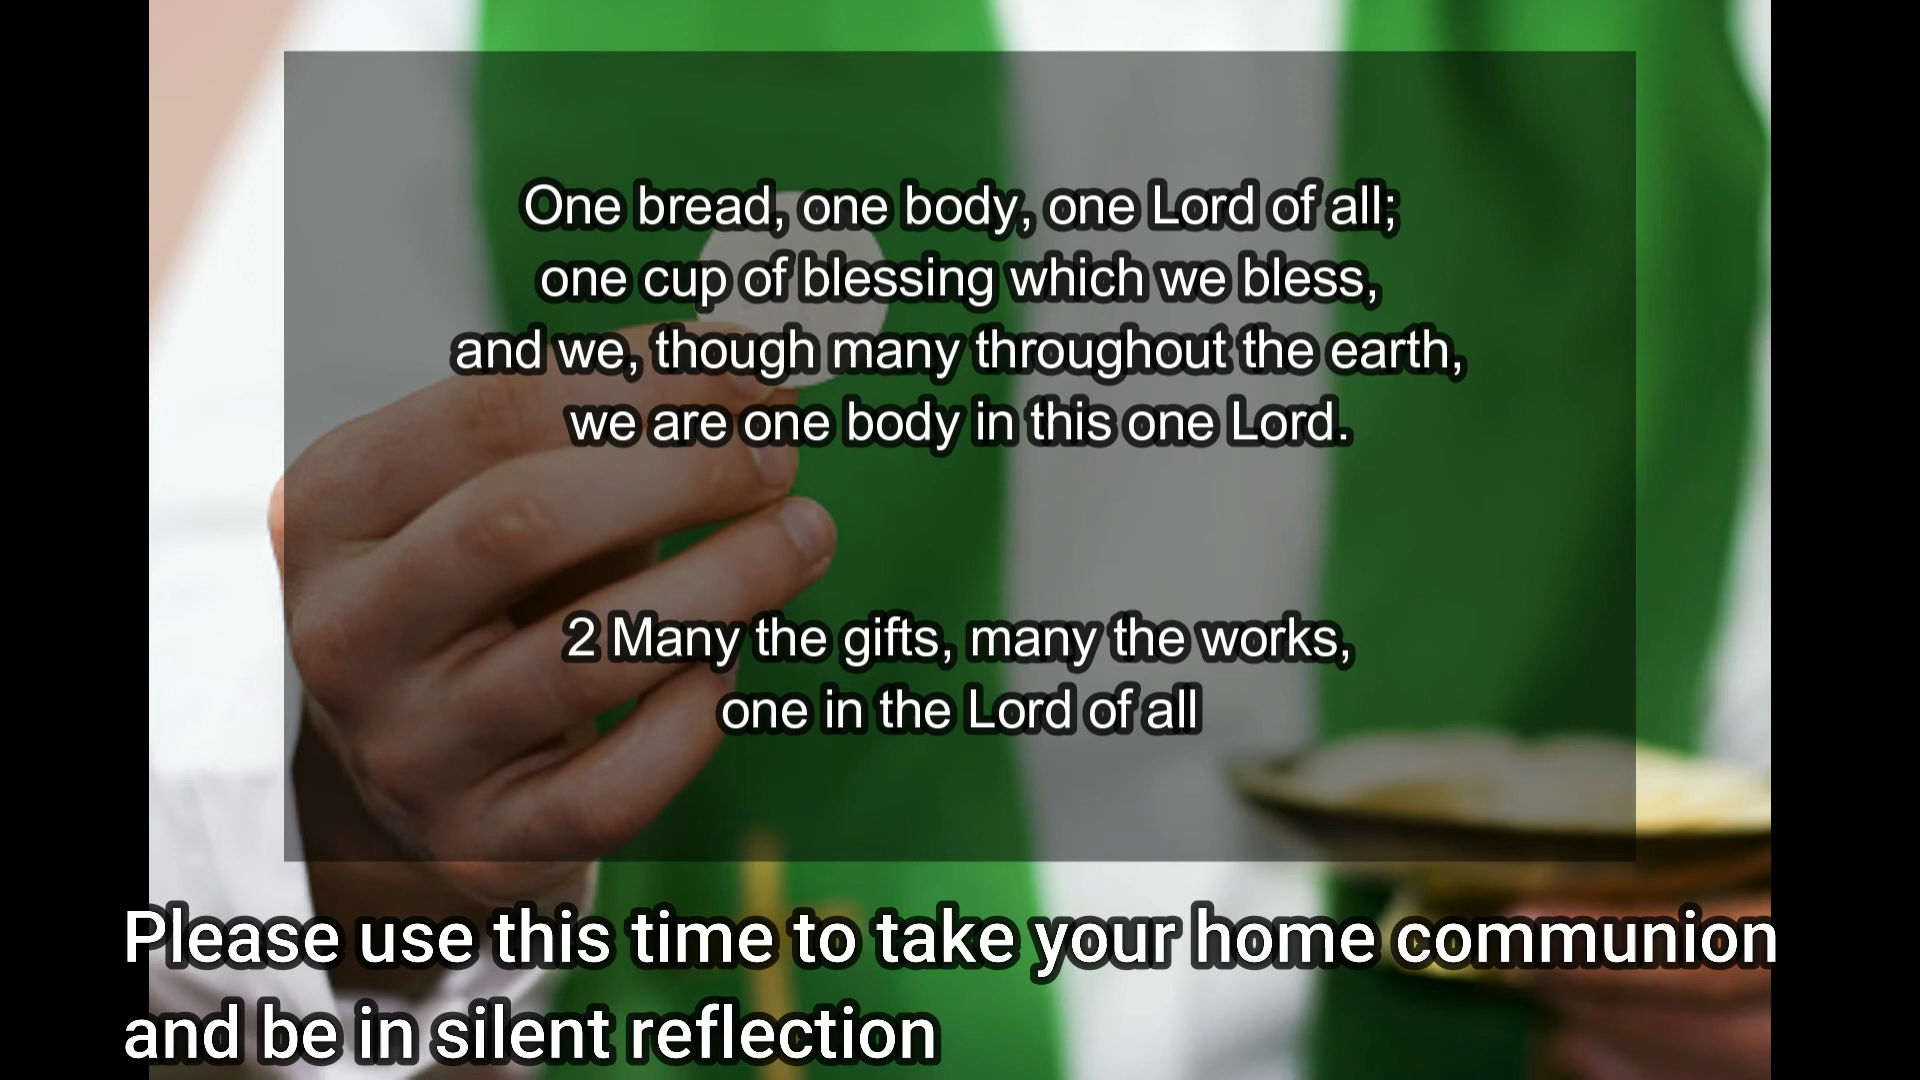 One bread, one body, one Lord of all;
one cup of blessing which we bless,
and we, though many throughout the earth,
we are one body in this one Lord.
2 Many the gifts, many the works,
one in the Lord of all
Please use this time to take your home communion
and be in silent reflection